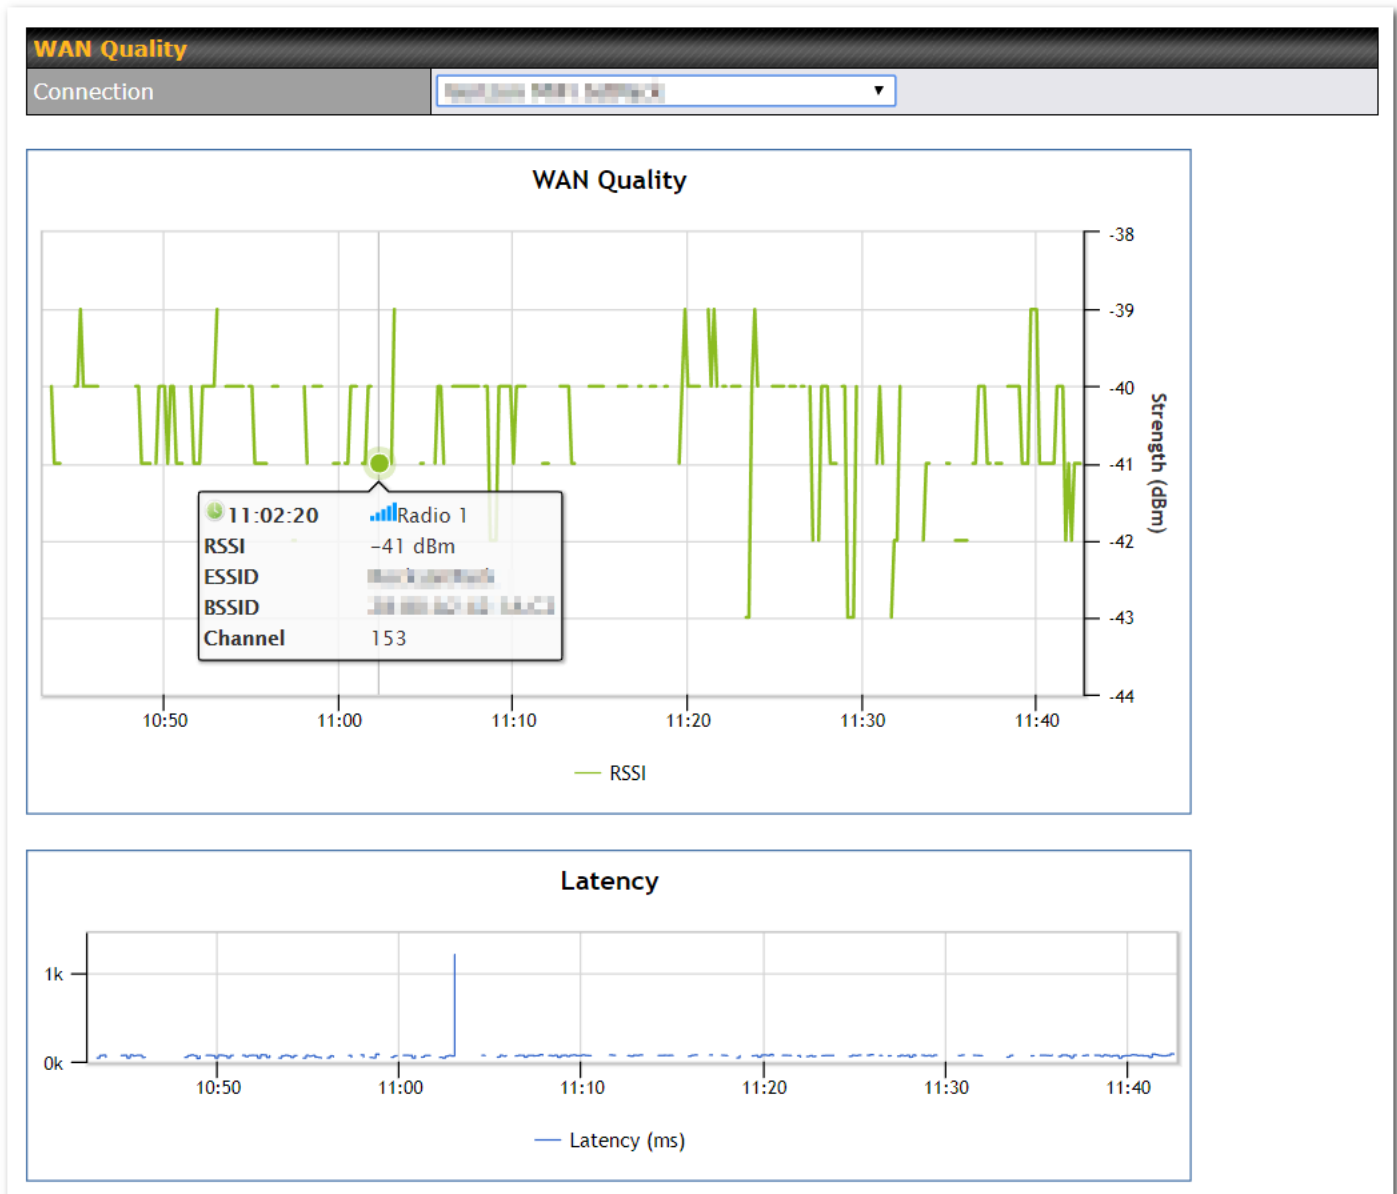 WAN Quality
Connection
WAN Quality
-38
-39
-40
-41
-42
-43
-44
Strength (dBm)
11:02:20 Radio 1
RSSI -41 dBm
ESSID
BSSID
Channel 153
10:50 11:00 11:10 11:20 11:30 11:40
RSSI
Latency
1k
0k
10:50 11:00 11:10 11:20 11:30 11:40
Latency (ms)